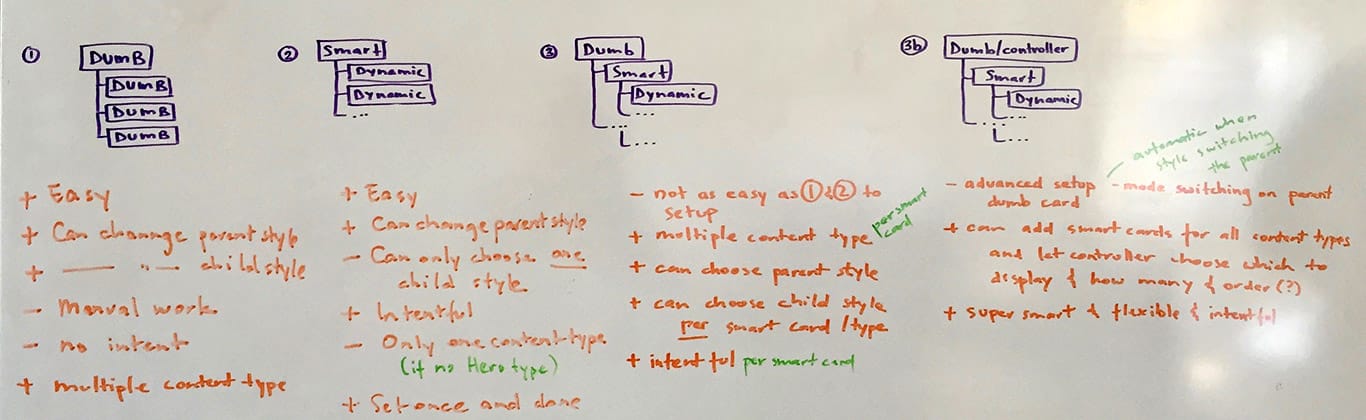 ① DumB
DumB
DumB
DumB
+ Easy
+ Can channge parent style
+ —— " — child style
- Manual work
- no intent
+ multiple content type
② Smart
Dynamic
Dynamic
...
+ Easy
+ Can change parent style
- Can only choose one
child style
+ Intentful
- Only one content type
(if no Hero type)
+ Set once and done
③ Dumb
Smart
Dynamic
...
...
...
- not as easy as ① & ② to
setup
+ multiple content type per smart
card
+ can choose parent style
+ can choose child style
per smart card/type
+ intentful per smart card
3b Dumb/controller
Smart
Dynamic
...
...
...
automatic when
style switching
the parent
- advanced setup - mode switching on parent
dumb card
+ can add smart cards for all content types
and let controller choose which to
display & how many & order (?)
+ super smart & flexible & intentful